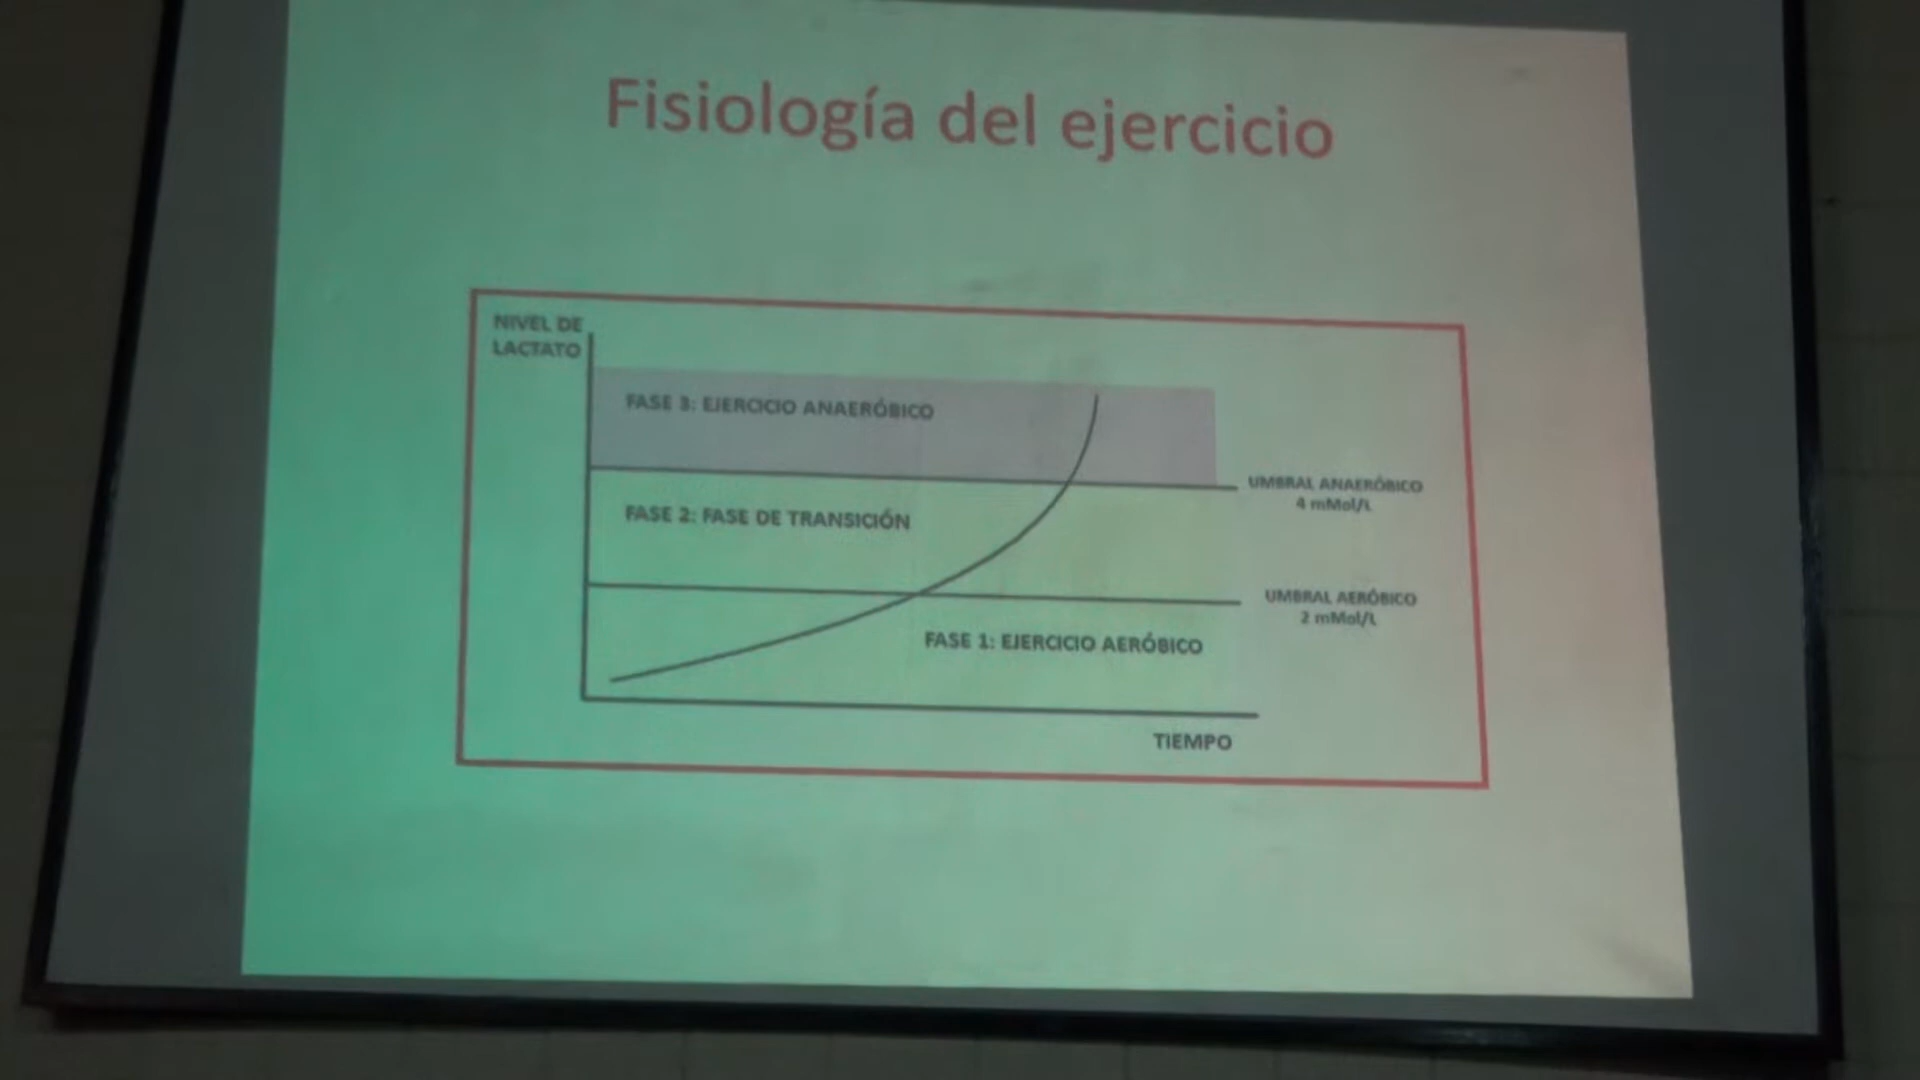 Fisiología del ejercicio
NIVEL DE
LACTATO
FASE 3: EJERCICIO ANAERÓBICO
UMBRAL ANAERÓBICO
4 mMol/L
FASE 2: FASE DE TRANSICIÓN
UMBRAL AERÓBICO
2 mMol/L
FASE 1: EJERCICIO AERÓBICO
TIEMPO